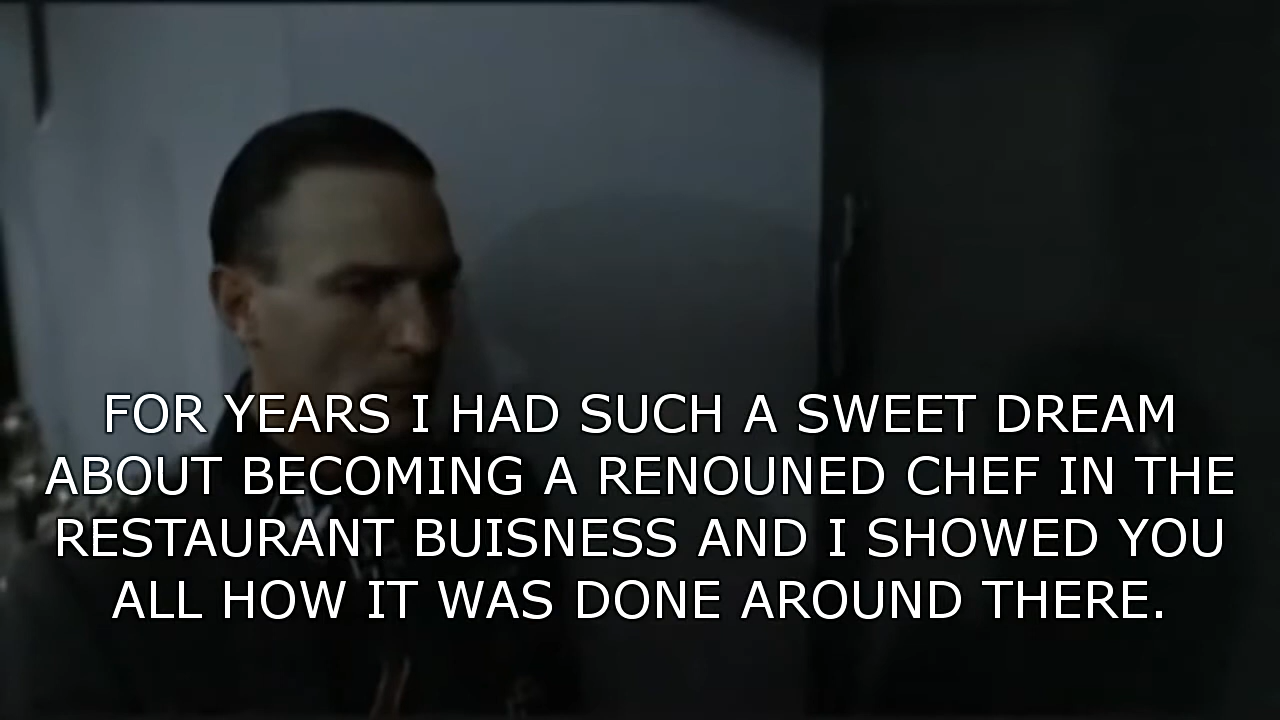 FOR YEARS I HAD SUCH A SWEET DREAM
ABOUT BECOMING A RENOUNED CHEF IN THE
RESTAURANT BUISNESS AND I SHOWED YOU
ALL HOW IT WAS DONE AROUND THERE.